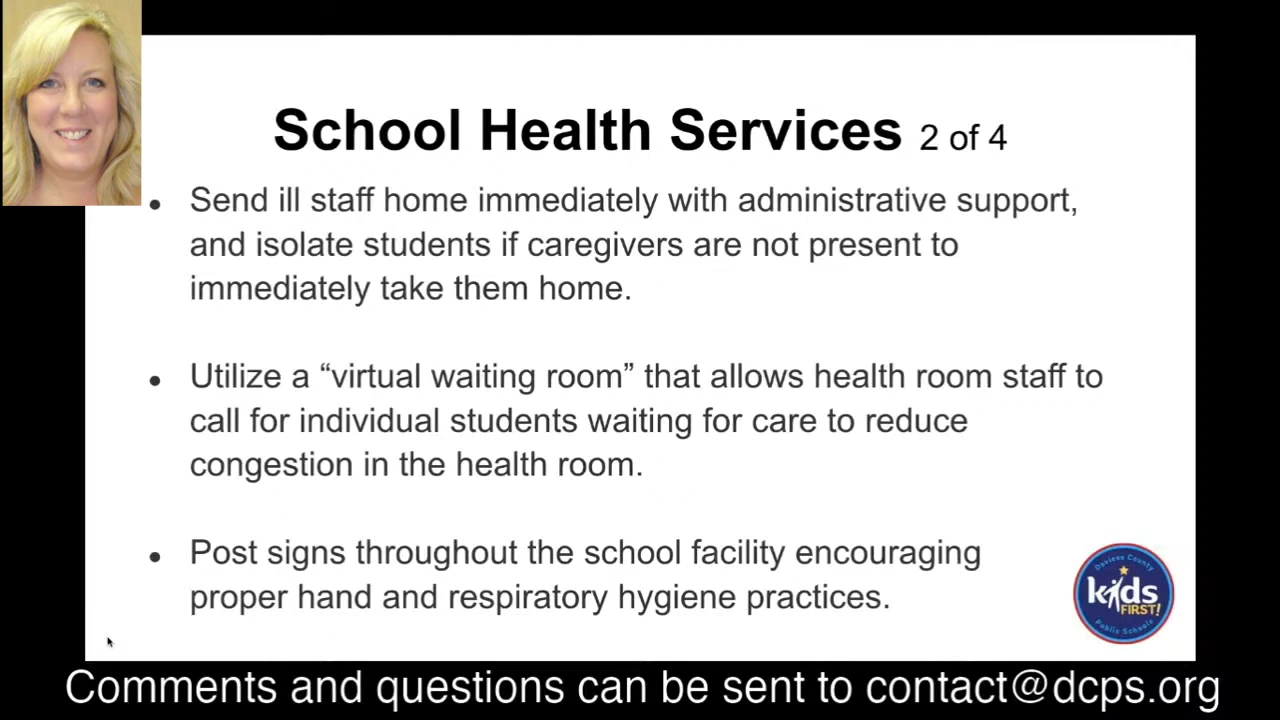 School Health Services 2 of 4
• Send ill staff home immediately with administrative support,
and isolate students if caregivers are not present to
immediately take them home.
• Utilize a “virtual waiting room” that allows health room staff to
call for individual students waiting for care to reduce
congestion in the health room.
• Post signs throughout the school facility encouraging
proper hand and respiratory hygiene practices.
Daviess County
kids
FIRST!
Public Schools
Comments and questions can be sent to contact@dcps.org